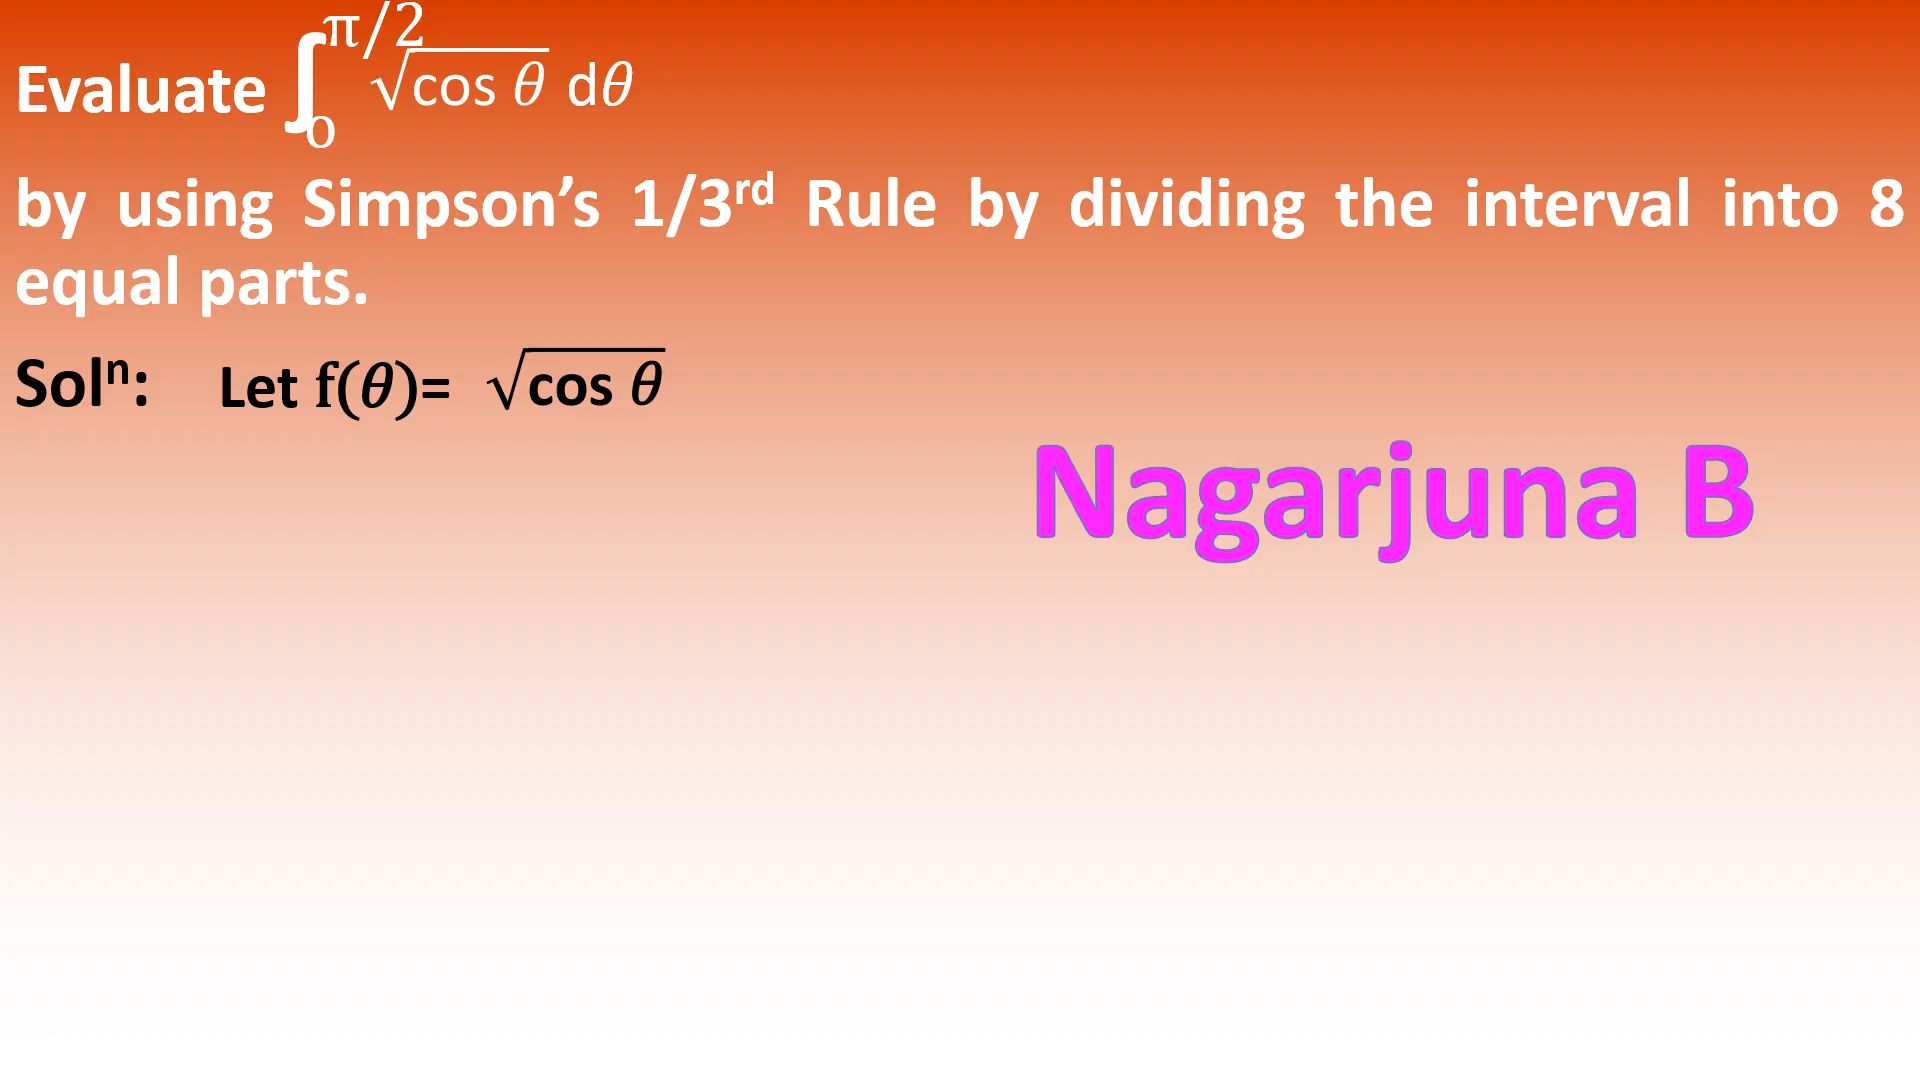 Evaluate ∫₀^π/2 √cos θ dθ
by using Simpson’s 1/3ʳᵈ Rule by dividing the interval into 8
equal parts.
Solⁿ: Let f(θ)= √cos θ
Nagarjuna B